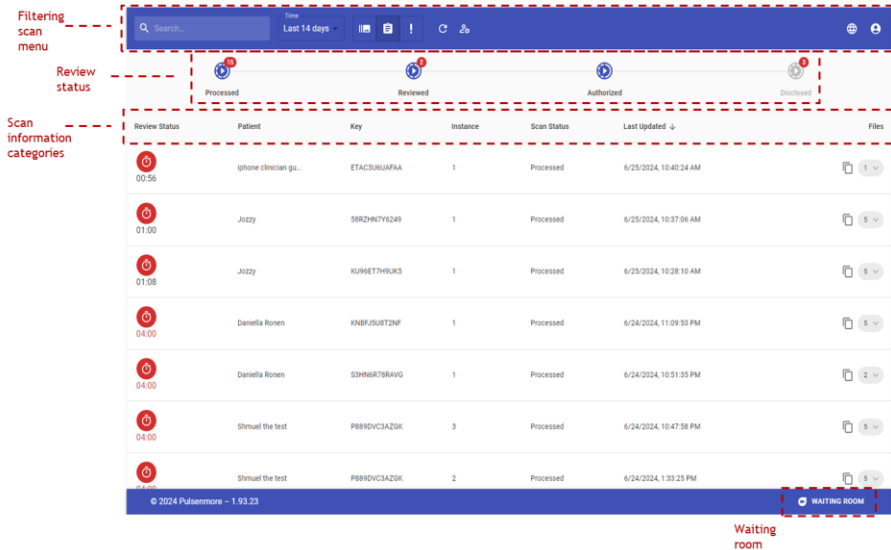 Filtering
scan
menu
Search...
Time
Last 14 days
Review
status
15
2
3
Processed
Reviewed
Authorized
Disclosed
Scan
information
categories
Review Status Patient Key Instance Scan Status Last Updated ↓ Files
00:56 iphone clinician gu... ETAC3U6UAFAA 1 Processed 6/25/2024, 10:40:24 AM 1
01:00 Jozzy 58RZHN7Y6249 1 Processed 6/25/2024, 10:37:06 AM 5
01:08 Jozzy KU96ET7H9UK5 1 Processed 6/25/2024, 10:28:10 AM 5
04:00 Daniella Ronen KNBFJ5U8T2NF 1 Processed 6/24/2024, 11:09:53 PM 5
04:00 Daniella Ronen S3HN6R78RAVG 1 Processed 6/24/2024, 10:51:35 PM 2
04:00 Shmuel the test P889DVC3AZGK 3 Processed 6/24/2024, 10:47:58 PM 5
04:00 Shmuel the test P889DVC3AZGK 2 Processed 6/24/2024, 1:33:25 PM 5
© 2024 Pulsenmore – 1.93.23
WAITING ROOM
Waiting
room